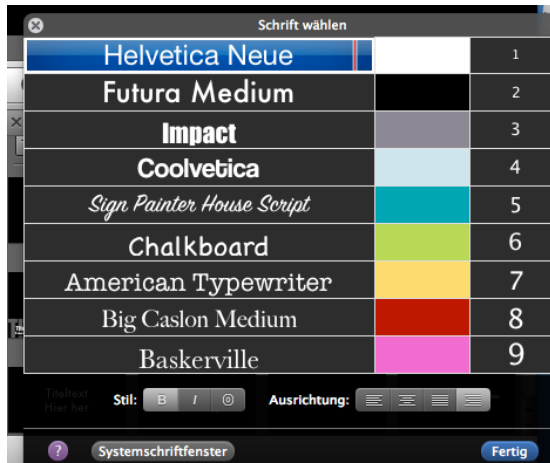 Schrift wählen
Helvetica Neue 1
Futura Medium 2
Impact 3
Coolvetica 4
Sign Painter House Script 5
Chalkboard 6
American Typewriter 7
Big Caslon Medium 8
Baskerville 9
Titeltext
Hier her
Stil: B I Ausrichtung:
? Systemschriftfenster Fertig